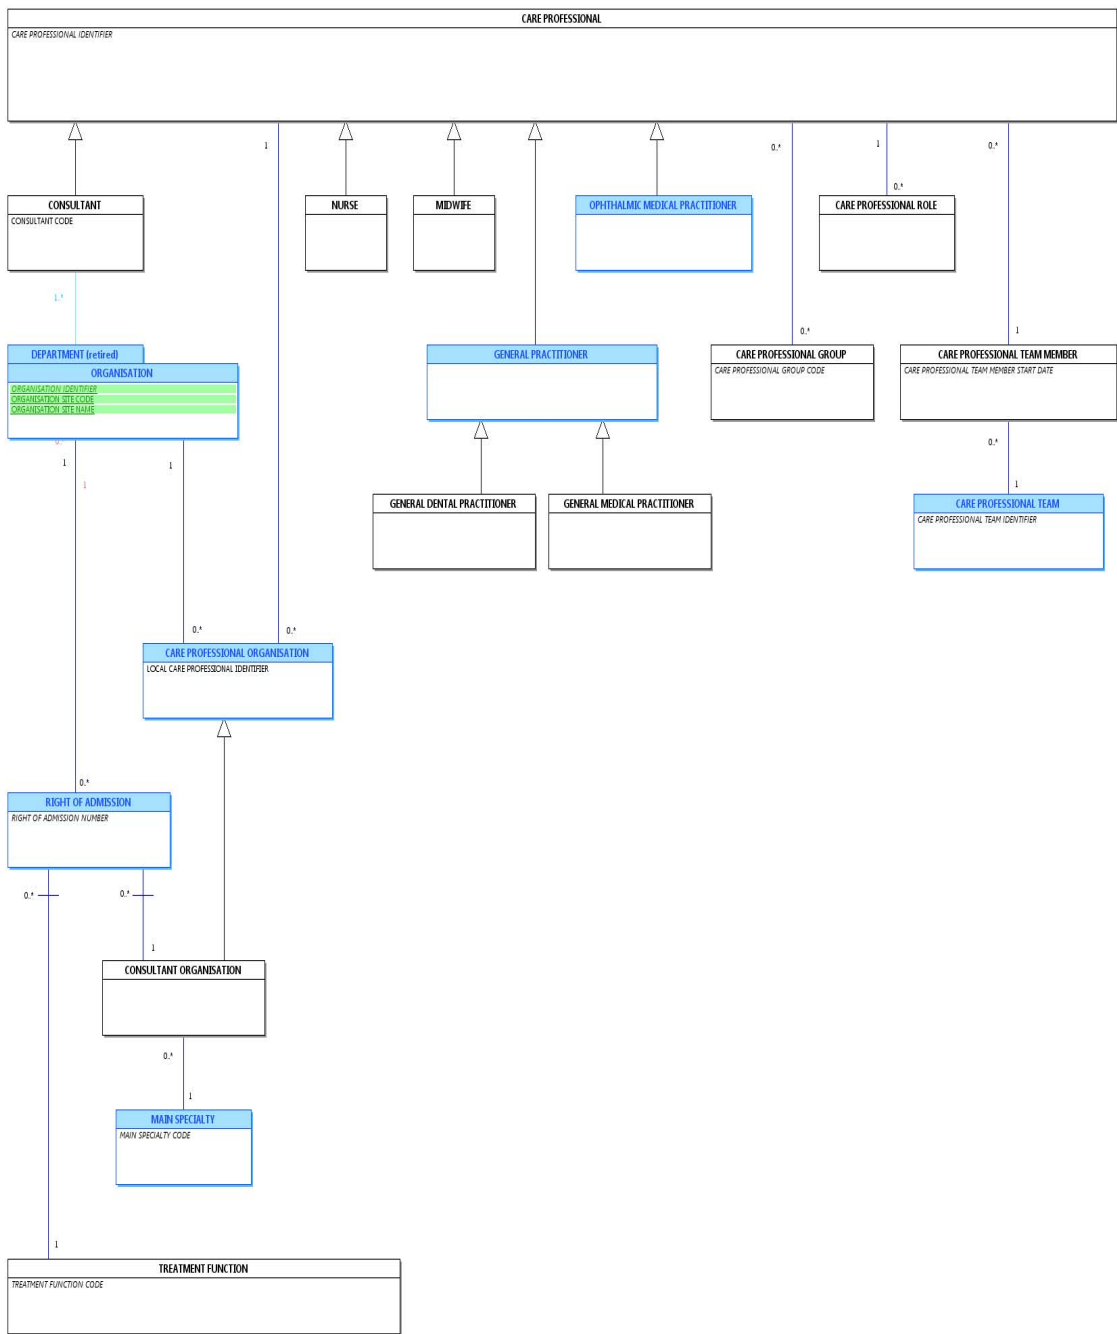 CARE PROFESSIONAL
CARE PROFESSIONAL IDENTIFIER
1
0..*
1
0..*
0..*
CONSULTANT
CONSULTANT CODE
NURSE
MIDWIFE
OPHTHALMIC MEDICAL PRACTITIONER
CARE PROFESSIONAL ROLE
1..*
0..*
1
DEPARTMENT (retired)
ORGANISATION
ORGANISATION IDENTIFIER
ORGANISATION SITE CODE
ORGANISATION SITE NAME
GENERAL PRACTITIONER
CARE PROFESSIONAL GROUP
CARE PROFESSIONAL GROUP CODE
CARE PROFESSIONAL TEAM MEMBER
CARE PROFESSIONAL TEAM MEMBER START DATE
0..
1
1
1
0..*
1
GENERAL DENTAL PRACTITIONER
GENERAL MEDICAL PRACTITIONER
CARE PROFESSIONAL TEAM
CARE PROFESSIONAL TEAM IDENTIFIER
0..*
0..*
CARE PROFESSIONAL ORGANISATION
LOCAL CARE PROFESSIONAL IDENTIFIER
0..*
RIGHT OF ADMISSION
RIGHT OF ADMISSION NUMBER
0..*
0..*
1
CONSULTANT ORGANISATION
0..*
1
MAIN SPECIALTY
MAIN SPECIALTY CODE
1
TREATMENT FUNCTION
TREATMENT FUNCTION CODE